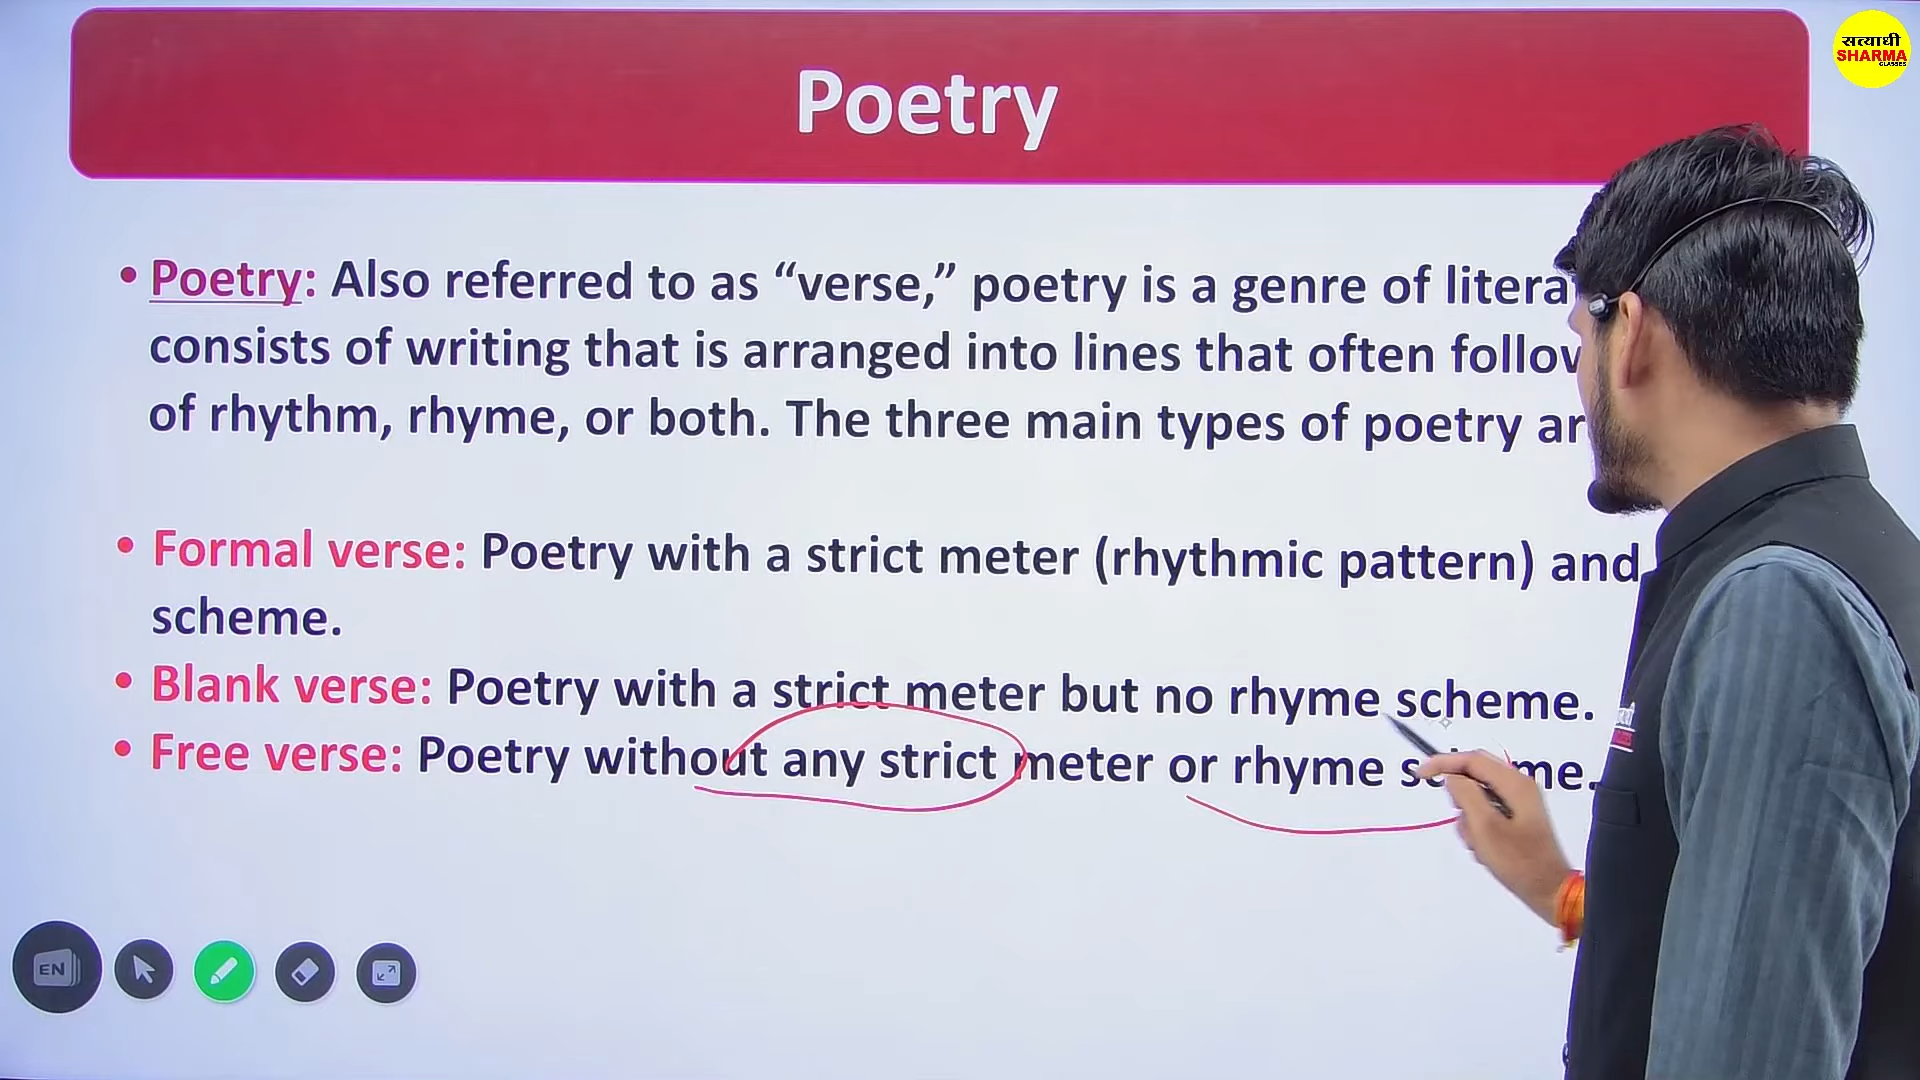 सत्यार्थी
SHARMA
CLASSES
Poetry
• Poetry: Also referred to as “verse,” poetry is a genre of
consists of writing that is arranged into lines that often
of rhythm, rhyme, or both. The three main types of poetry
• Formal verse: Poetry with a strict meter (rhythmic pattern) and
scheme.
• Blank verse: Poetry with a strict meter but no rhyme scheme.
• Free verse: Poetry without any strict meter or rhyme
EN